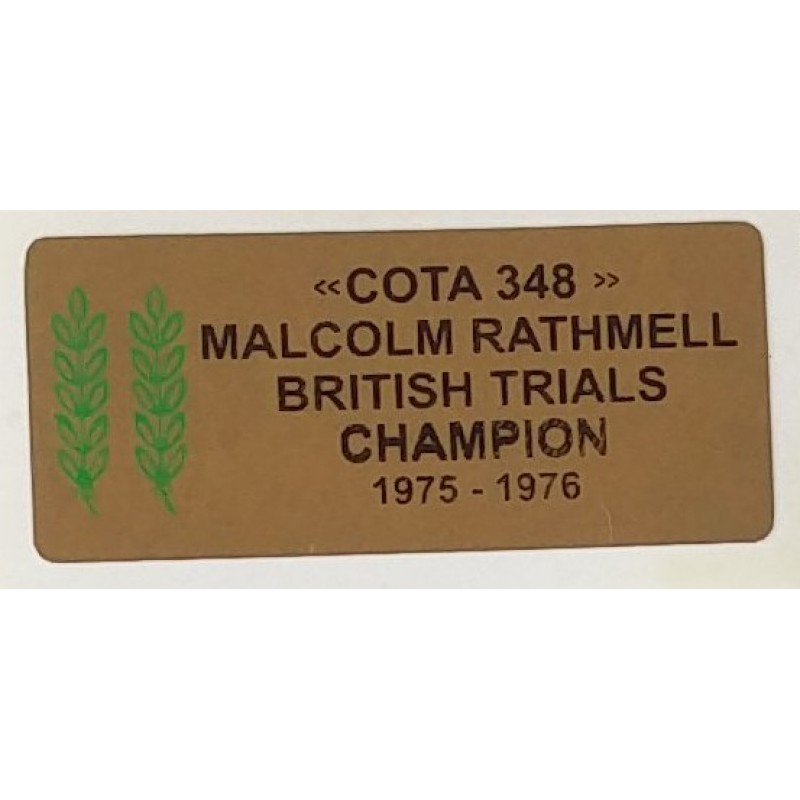 «COTA 348 »
MALCOLM RATHMELL
BRITISH TRIALS
CHAMPION
1975 - 1976